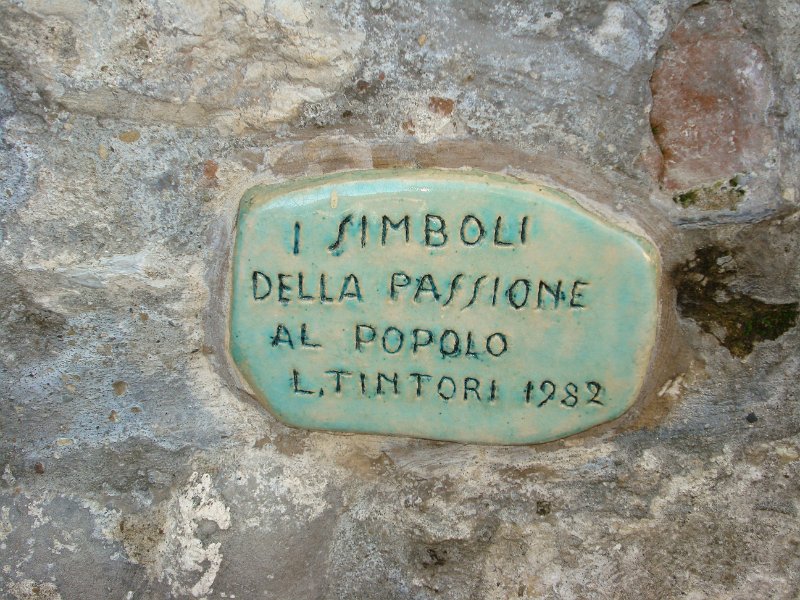 I SIMBOLI
DELLA PASSIONE
AL POPOLO
L. TINTORI 1982